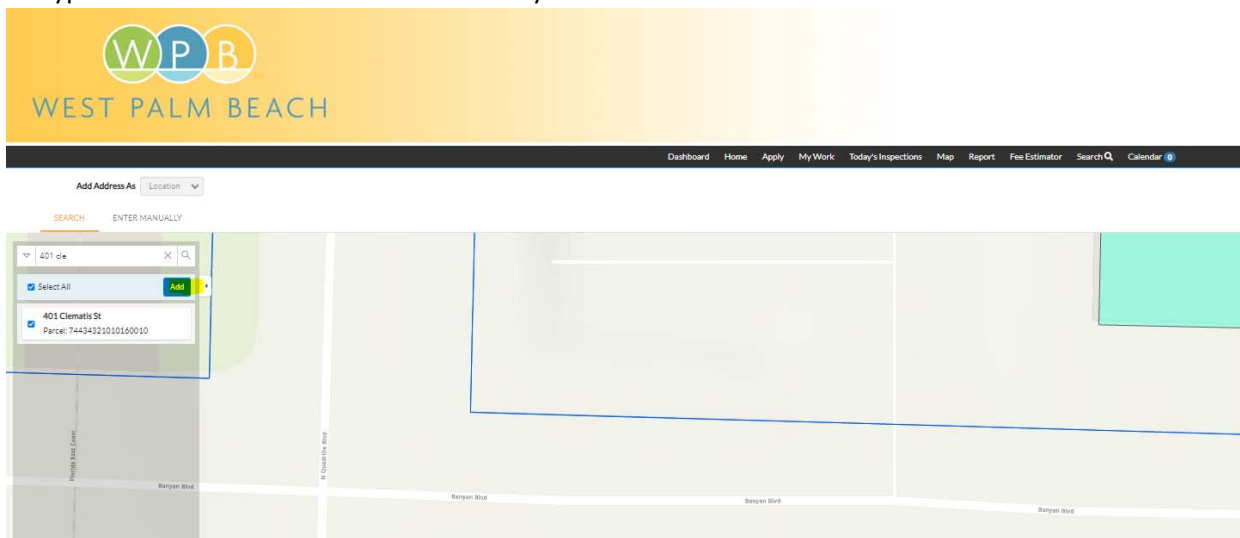 WPB
WEST PALM BEACH
Dashboard Home Apply My Work Today's Inspections Map Report Fee Estimator Search Calendar 0
Add Address As Location
SEARCH ENTER MANUALLY
401 cle
Select All Add
401 Clematis St
Parcel: 74434321010160010
Florida East Coast
N Quadrille Blvd
Banyan Blvd
Banyan Blvd
Banyan Blvd
Banyan Blvd